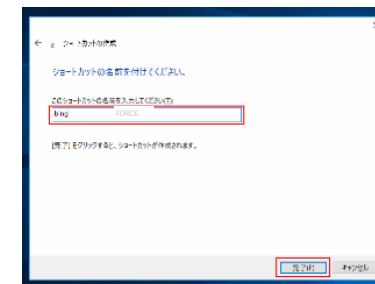 ショートカットの作成
ショートカットの名前を付けてください。
このショートカットの名前を入力してください(T):
bing FORCE
[完了] をクリックすると、ショートカットが作成されます。
完了(F) キャンセル